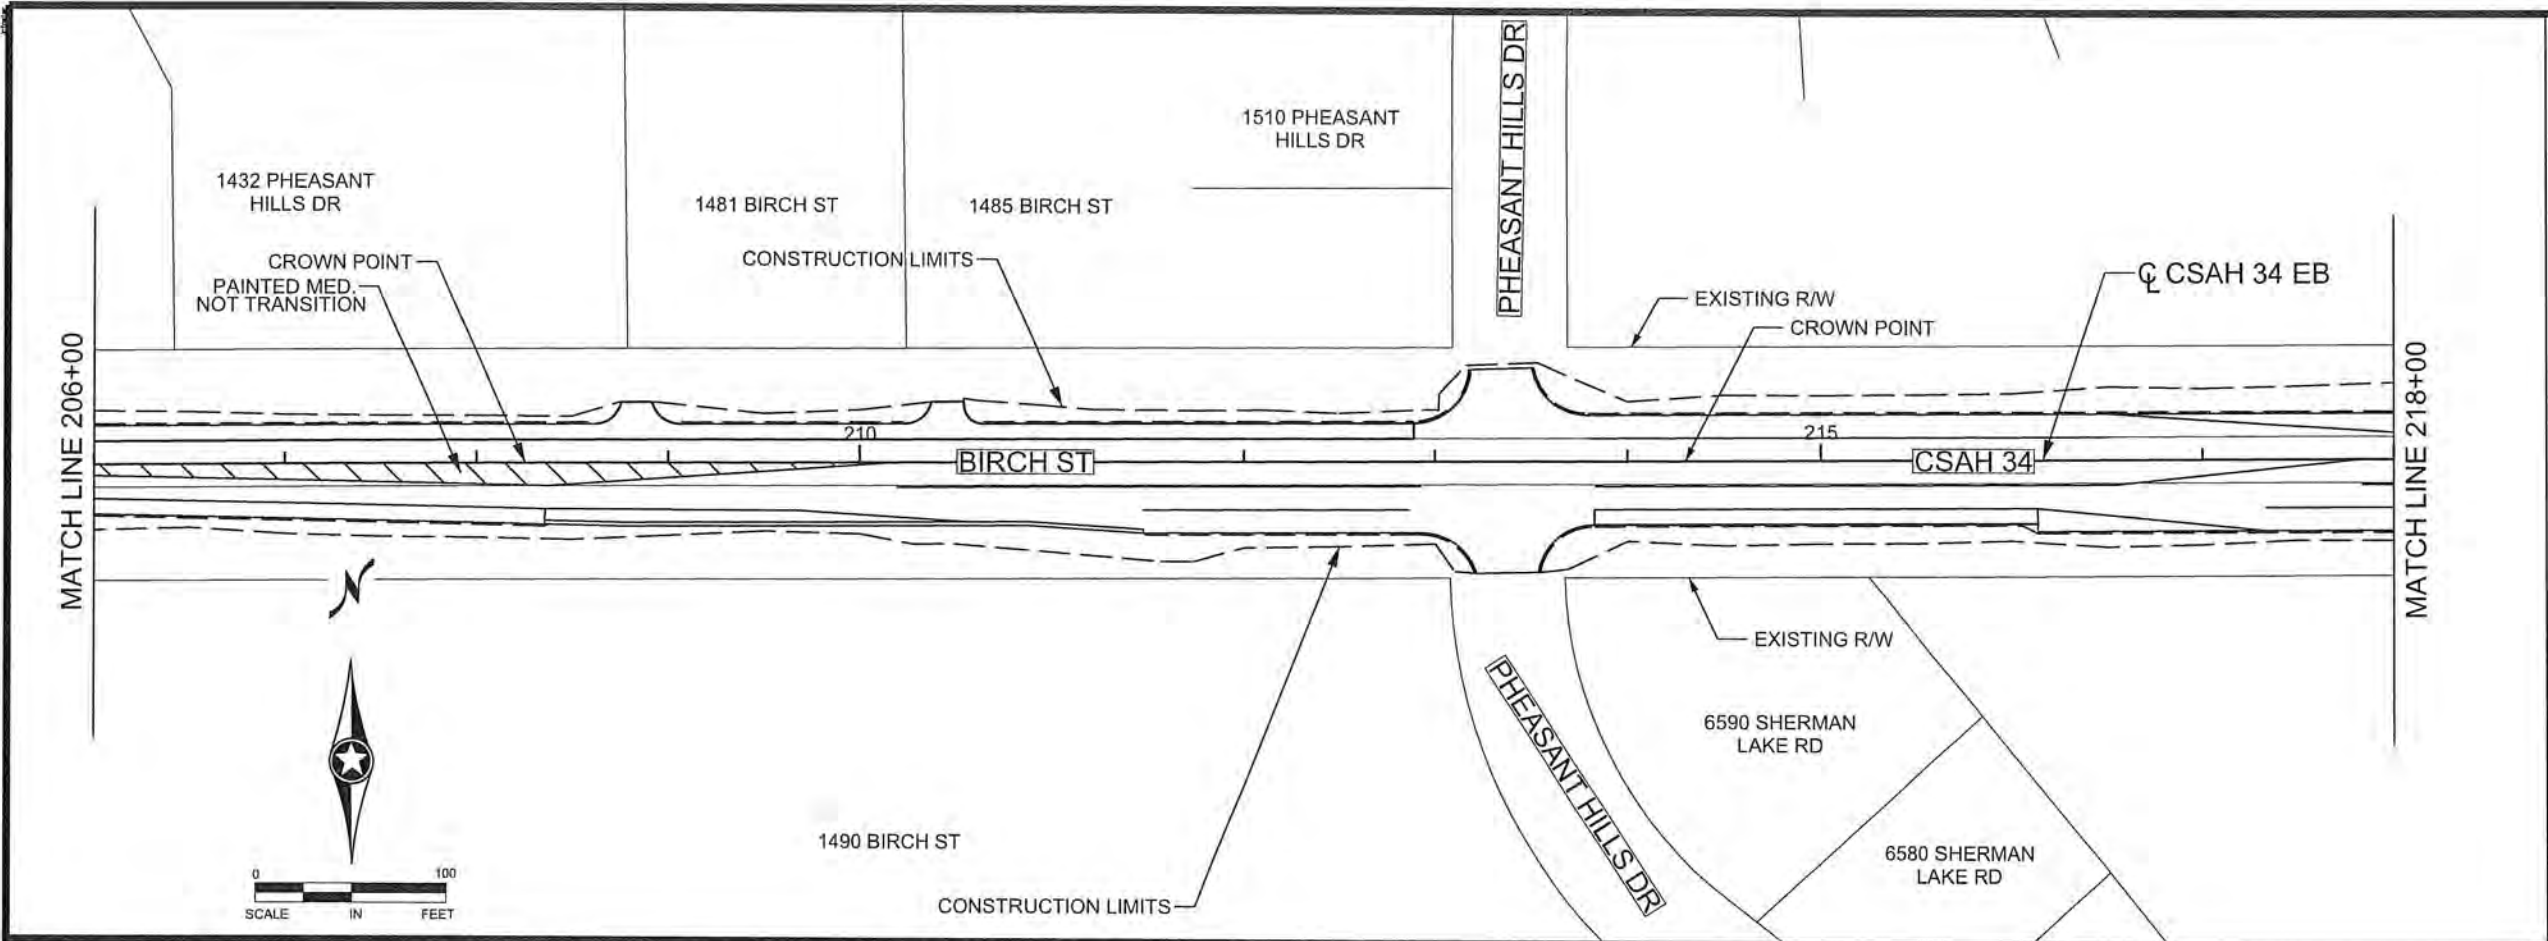 PHEASANT HILLS DR
1510 PHEASANT
HILLS DR
1432 PHEASANT
HILLS DR
1481 BIRCH ST
1485 BIRCH ST
CROWN POINT
PAINTED MED.
NOT TRANSITION
CONSTRUCTION LIMITS
EXISTING R/W
CROWN POINT
℄ CSAH 34 EB
MATCH LINE 206+00
MATCH LINE 218+00
210
215
BIRCH ST
CSAH 34
N
EXISTING R/W
PHEASANT HILLS DR
6590 SHERMAN
LAKE RD
6580 SHERMAN
LAKE RD
1490 BIRCH ST
CONSTRUCTION LIMITS
0 100
SCALE IN FEET